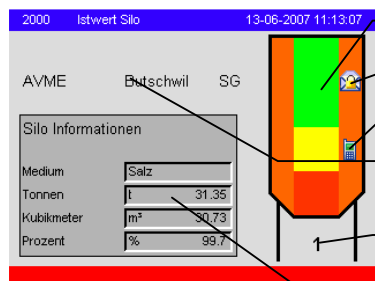 2000 Istwert Silo 13-06-2007 11:13:07
AVME Butschwil SG
Silo Informationen
Medium Salz
Tonnen t 31.35
Kubikmeter m³ 30.73
Prozent % 99.7
1